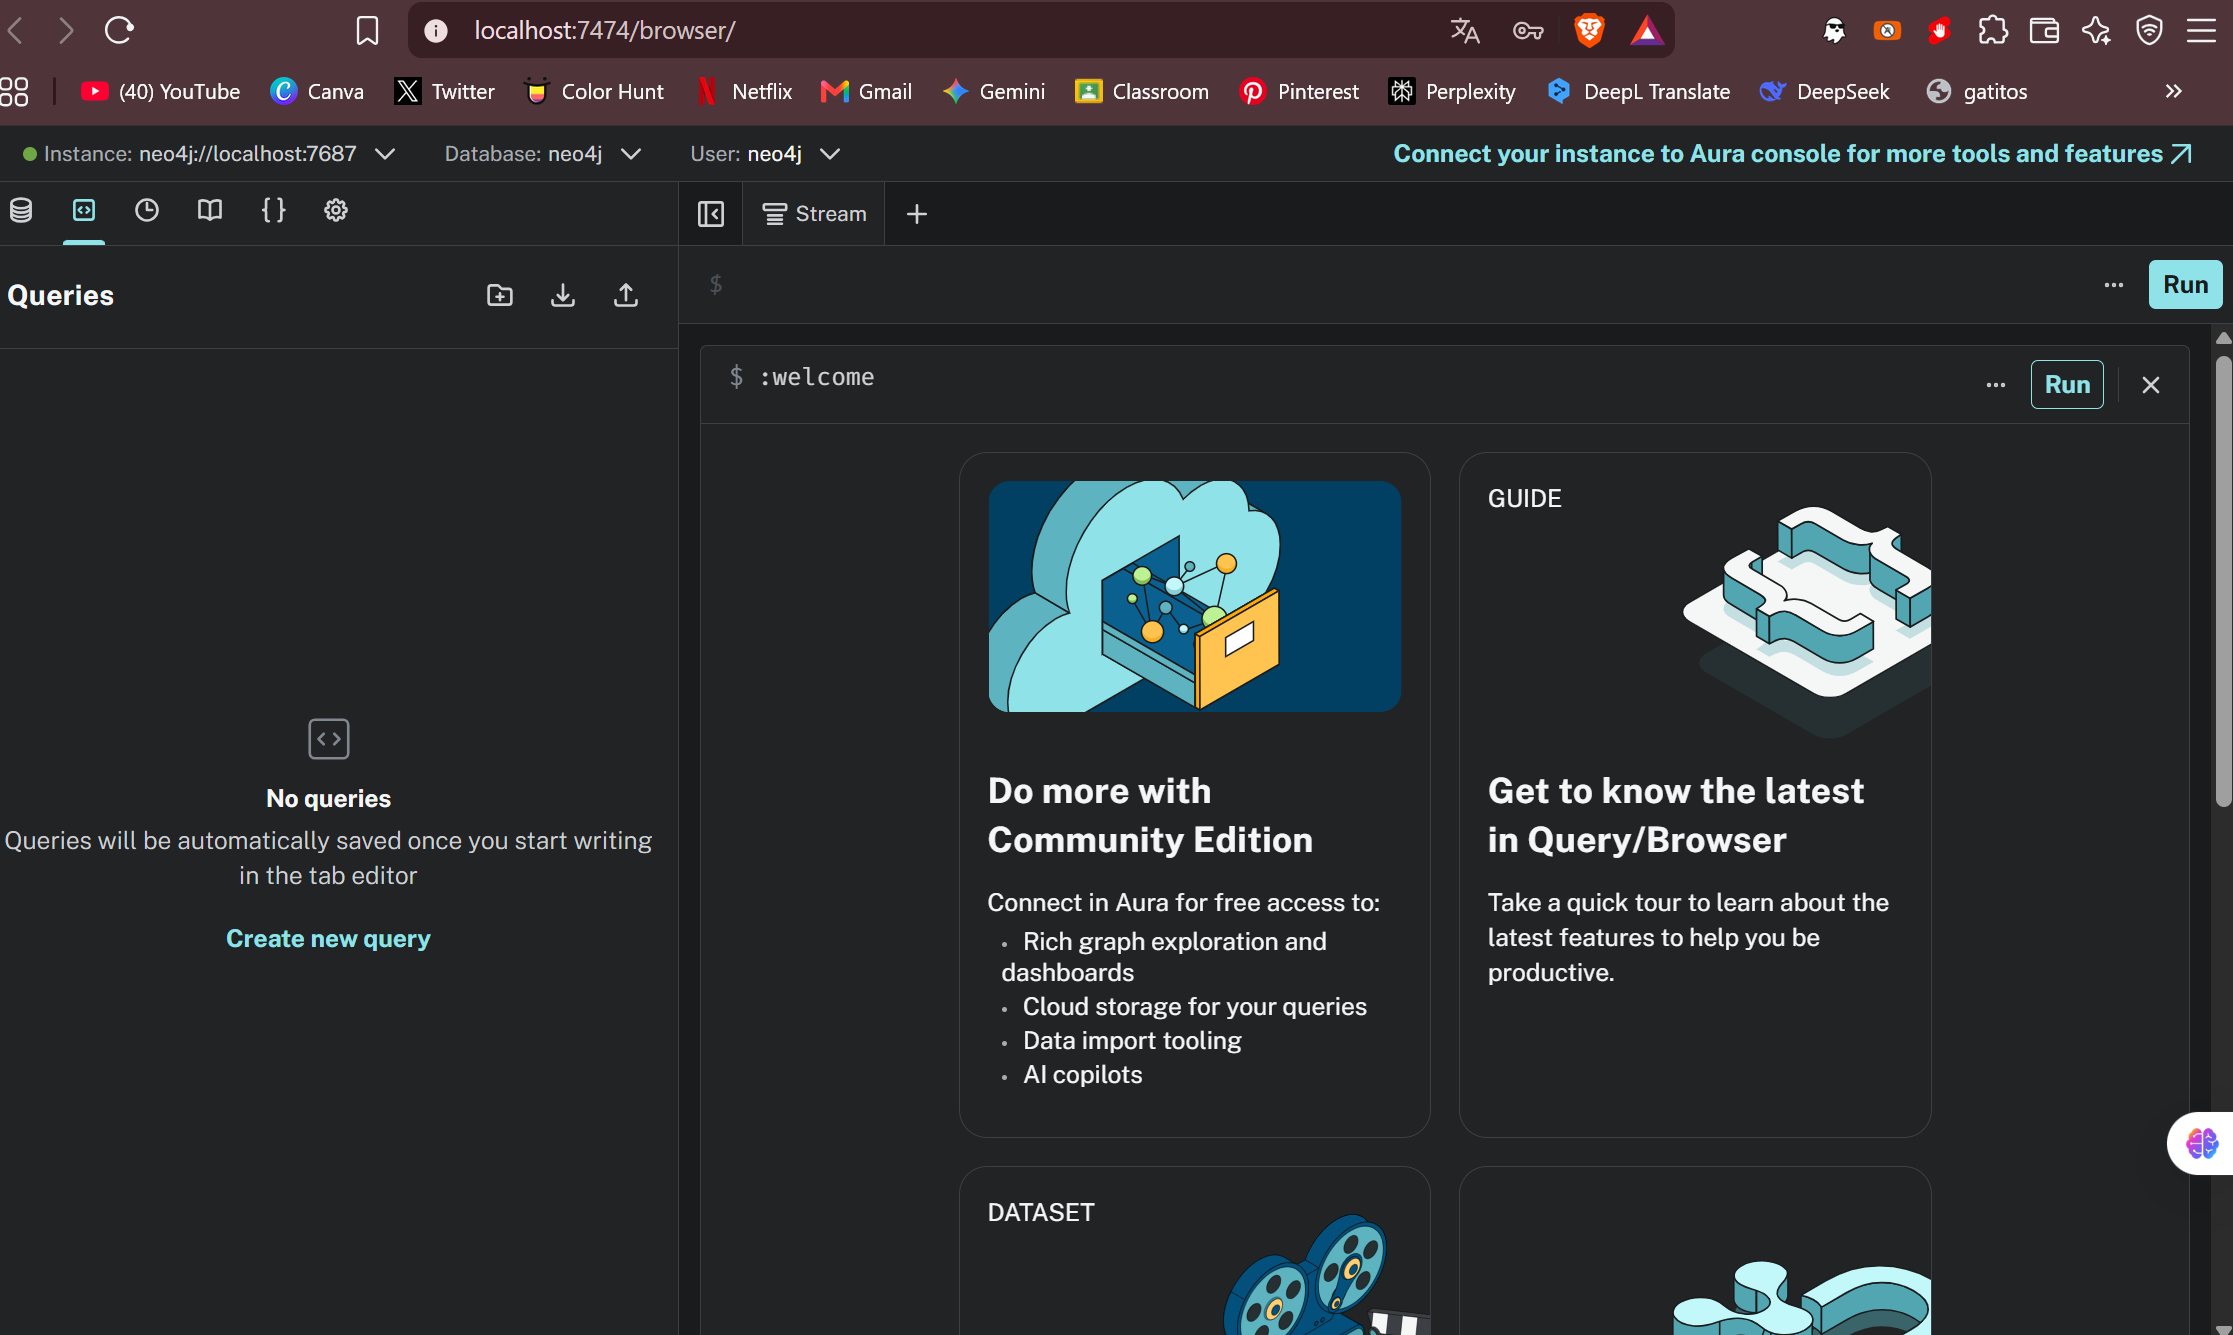 localhost:7474/browser/
(40) YouTube
Canva
Twitter
Color Hunt
Netflix
Gmail
Gemini
Classroom
Pinterest
Perplexity
DeepL Translate
DeepSeek
gatitos
Instance: neo4j://localhost:7687
Database: neo4j
User: neo4j
Connect your instance to Aura console for more tools and features
Stream
Queries
$
Run
$ :welcome
Run
No queries
Queries will be automatically saved once you start writing
in the tab editor
Create new query
Do more with
Community Edition
Connect in Aura for free access to:
• Rich graph exploration and
dashboards
• Cloud storage for your queries
• Data import tooling
• AI copilots
GUIDE
Get to know the latest
in Query/Browser
Take a quick tour to learn about the
latest features to help you be
productive.
DATASET